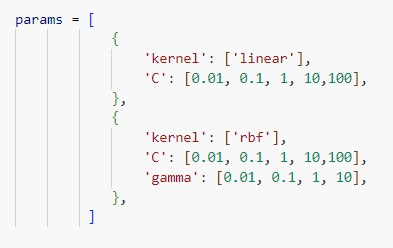 params = [
{
'kernel': ['linear'],
'C': [0.01, 0.1, 1, 10,100],
},
{
'kernel': ['rbf'],
'C': [0.01, 0.1, 1, 10,100],
'gamma': [0.01, 0.1, 1, 10],
},
]